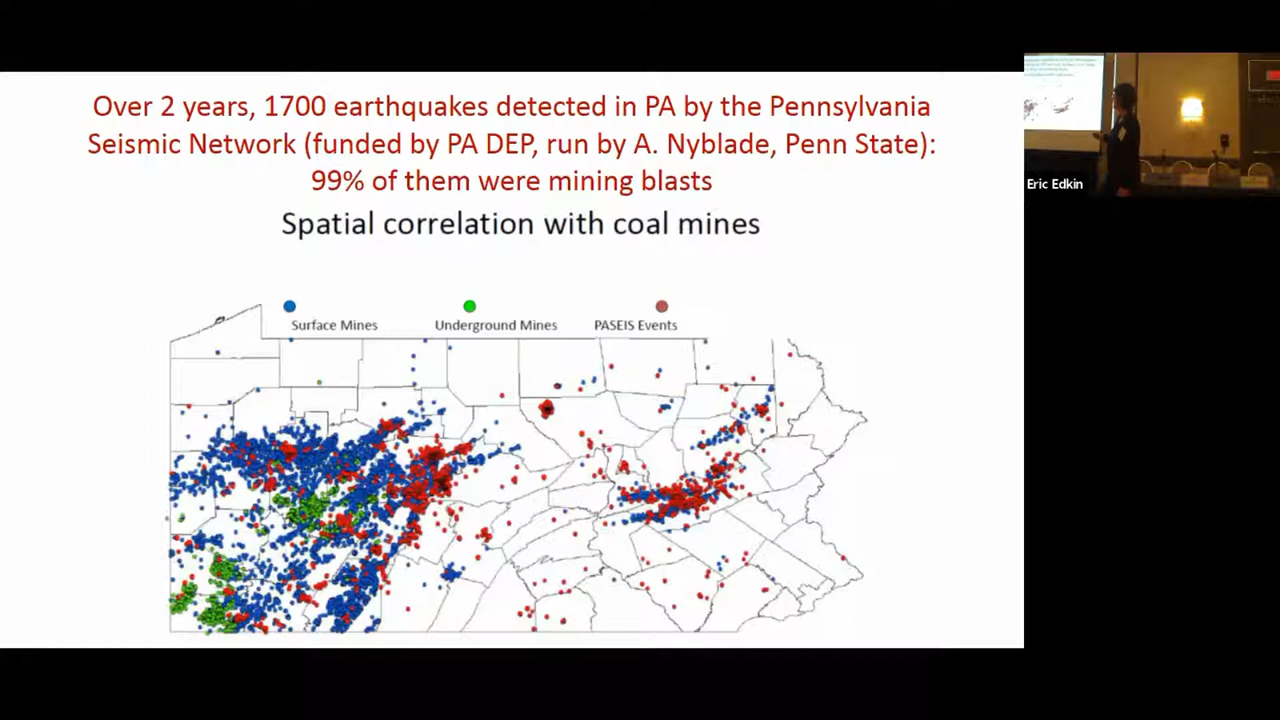 Over 2 years, 1700 earthquakes detected in PA by the Pennsylvania
Seismic Network (funded by PA DEP, run by A. Nyblade, Penn State):
99% of them were mining blasts
Spatial correlation with coal mines
Surface Mines
Underground Mines
PASEIS Events
Eric Edkin